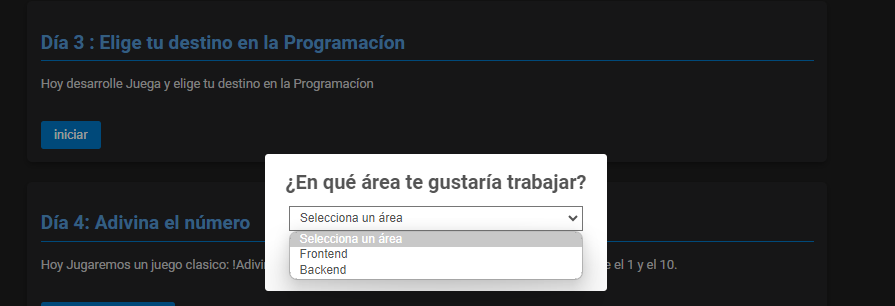 Día 3 : Elige tu destino en la Programacíon
Hoy desarrolle Juega y elige tu destino en la Programacíon
iniciar
¿En qué área te gustaría trabajar?
Selecciona un área
Selecciona un área
Frontend
Backend
Día 4: Adivina el número
Hoy Jugaremos un juego clasico: !Adivi e el 1 y el 10.